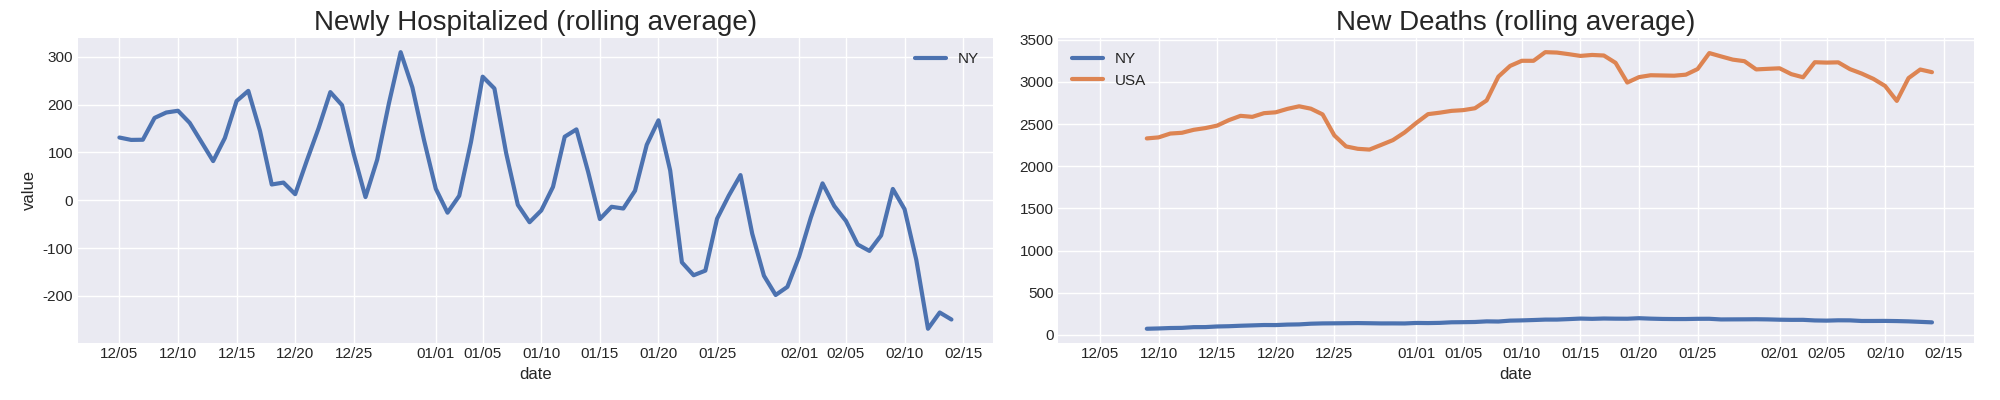 Newly Hospitalized (rolling average)
NY
300
200
100
0
-100
-200
value
12/05 12/10 12/15 12/20 12/25 01/01 01/05 01/10 01/15 01/20 01/25 02/01 02/05 02/10 02/15
date
New Deaths (rolling average)
NY
USA
3500
3000
2500
2000
1500
1000
500
0
12/05 12/10 12/15 12/20 12/25 01/01 01/05 01/10 01/15 01/20 01/25 02/01 02/05 02/10 02/15
date